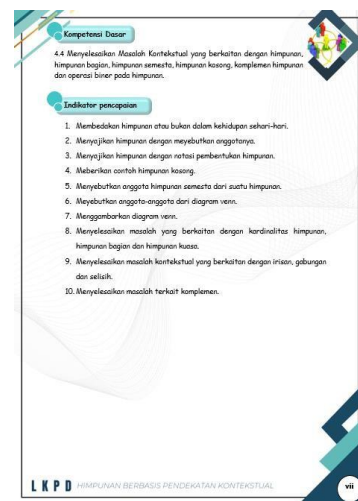 Kompetensi Dasar
4.4 Menyelesaikan Masalah Kontekstual yang berkaitan dengan himpunan,
himpunan bagian, himpunan semesta, himpunan kosong, komplemen himpunan
dan operasi biner pada himpunan.
Indikator pencapaian
1. Membedakan himpunan atau bukan dalam kehidupan sehari-hari.
2. Menyajikan himpunan dengan meyebutkan anggotanya.
3. Menyajikan himpunan dengan notasi pembentukan himpunan.
4. Meberikan contoh himpunan kosong.
5. Menyebutkan anggota himpunan semesta dari suatu himpunan.
6. Meyebutkan anggota-anggota dari diagram venn.
7. Menggambarkan diagram venn.
8. Menyelesaikan masalah yang berkaitan dengan kardinalitas himpunan,
himpunan bagian dan himpunan kuasa.
9. Menyelesaikan masalah kontekstual yang berkaitan dengan irisan, gabungan
dan selisih.
10. Menyelesaikan masalah terkait komplemen.
LKPD HIMPUNAN BERBASIS PENDEKATAN KONTEKSTUAL
vii